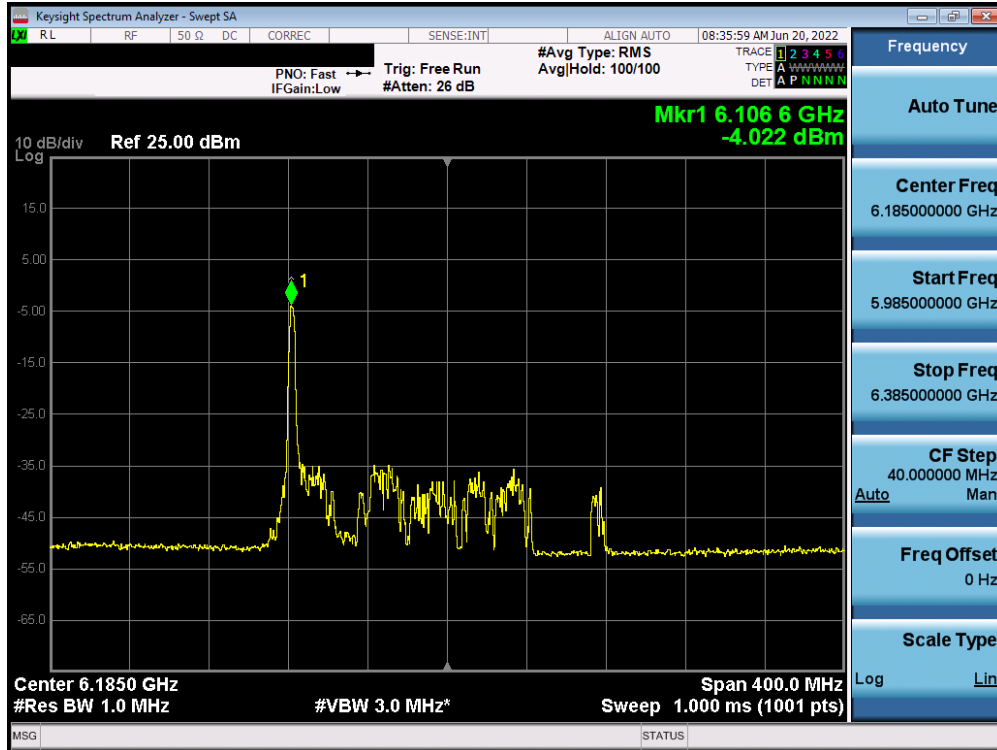 Keysight Spectrum Analyzer - Swept SA
LXI RL RF 50 Ω DC CORREC SENSE:INT ALIGN AUTO 08:35:59 AM Jun 20, 2022
PNO: Fast
IFGain:Low
Trig: Free Run
#Atten: 26 dB
#Avg Type: RMS
Avg|Hold: 100/100
TRACE 1 2 3 4 5 6
TYPE A WWWWW
DET A P N N N N
Mkr1 6.106 6 GHz
-4.022 dBm
10 dB/div Ref 25.00 dBm
Log
15.0
5.00
1
-5.00
-15.0
-25.0
-35.0
-45.0
-55.0
-65.0
Center 6.1850 GHz Span 400.0 MHz
#Res BW 1.0 MHz #VBW 3.0 MHz* Sweep 1.000 ms (1001 pts)
MSG STATUS
Frequency
Auto Tune
Center Freq
6.185000000 GHz
Start Freq
5.985000000 GHz
Stop Freq
6.385000000 GHz
CF Step
40.000000 MHz
Auto Man
Freq Offset
0 Hz
Scale Type
Log Lin